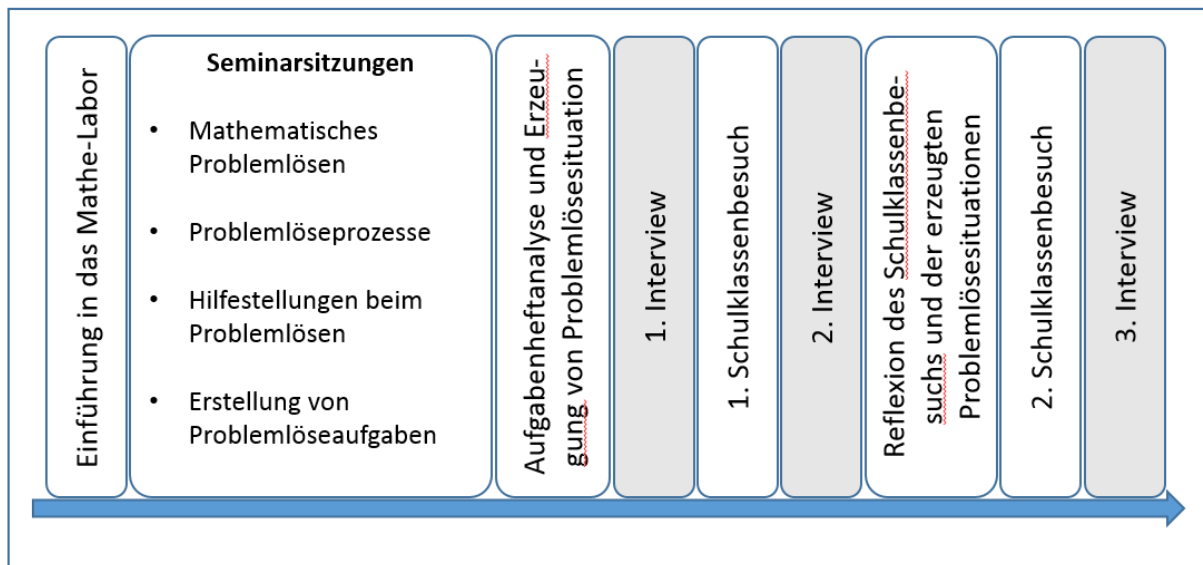 Einführung in das Mathe-Labor
Seminarsitzungen
• Mathematisches
Problemlösen
• Problemlöseprozesse
• Hilfestellungen beim
Problemlösen
• Erstellung von
Problemlöseaufgaben
Aufgabenheftanalyse und Erzeu-
gung von Problemlösesituation
1. Interview
1. Schulklassenbesuch
2. Interview
Reflexion des Schulklassenbe-
suchs und der erzeugten
Problemlösesituationen
2. Schulklassenbesuch
3. Interview